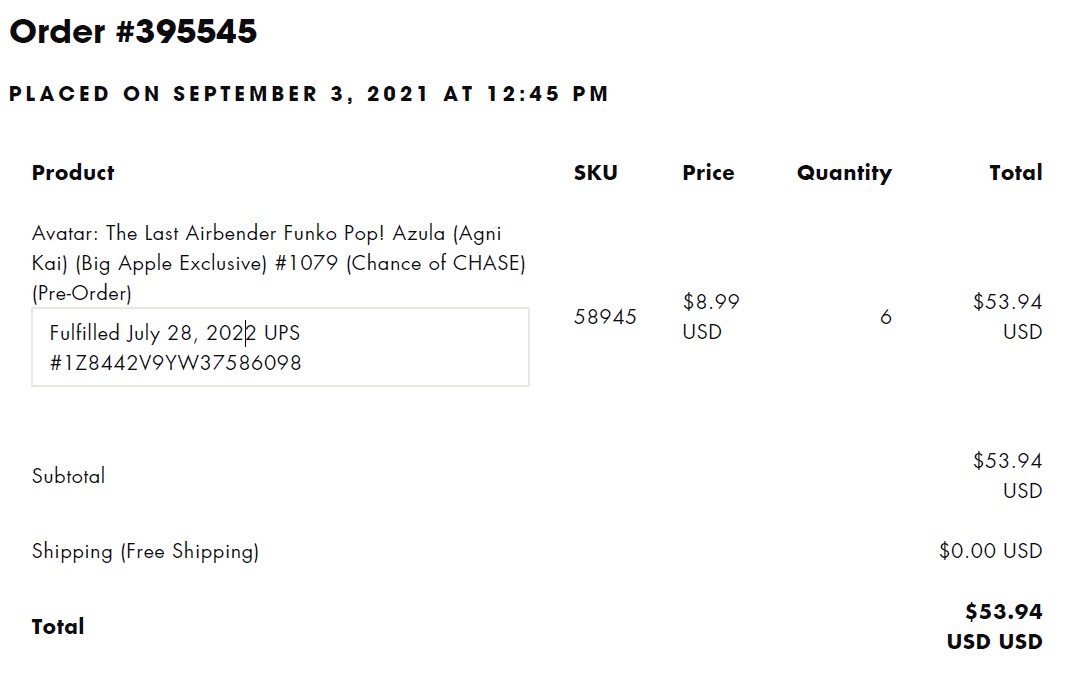 Order #395545
PLACED ON SEPTEMBER 3, 2021 AT 12:45 PM
Product SKU Price Quantity Total
Avatar: The Last Airbender Funko Pop! Azula (Agni
Kai) (Big Apple Exclusive) #1079 (Chance of CHASE)
(Pre-Order)
Fulfilled July 28, 2022 UPS
#1Z8442V9YW37586098
58945
$8.99
USD
6
$53.94
USD
Subtotal
$53.94
USD
Shipping (Free Shipping) $0.00 USD
Total
$53.94
USD USD